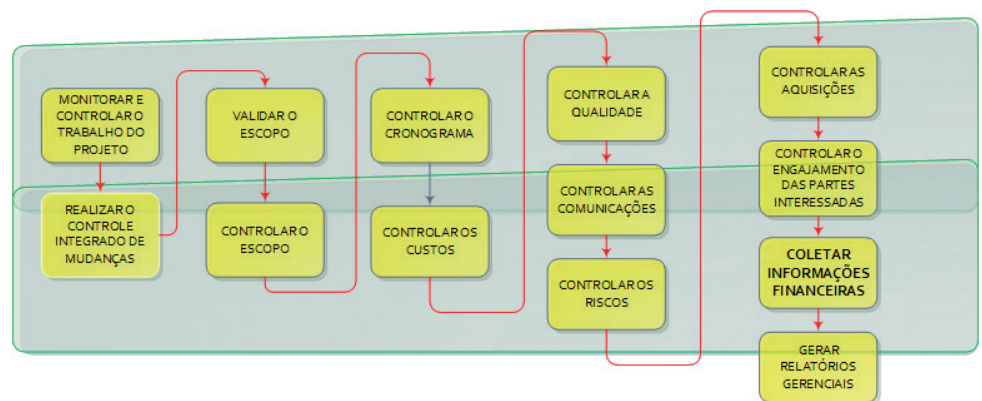 MONITORAR E
CONTROLAR O
TRABALHO DO
PROJETO
REALIZAR O
CONTROLE
INTEGRADO DE
MUDANÇAS
VALIDAR O
ESCOPO
CONTROLAR O
ESCOPO
CONTROLAR O
CRONOGRAMA
CONTROLAR OS
CUSTOS
CONTROLAR A
QUALIDADE
CONTROLAR AS
COMUNICAÇÕES
CONTROLAR OS
RISCOS
CONTROLAR AS
AQUISIÇÕES
CONTROLAR O
ENGAJAMENTO
DAS PARTES
INTERESSADAS
COLETAR
INFORMAÇÕES
FINANCEIRAS
GERAR
RELATÓRIOS
GERENCIAIS